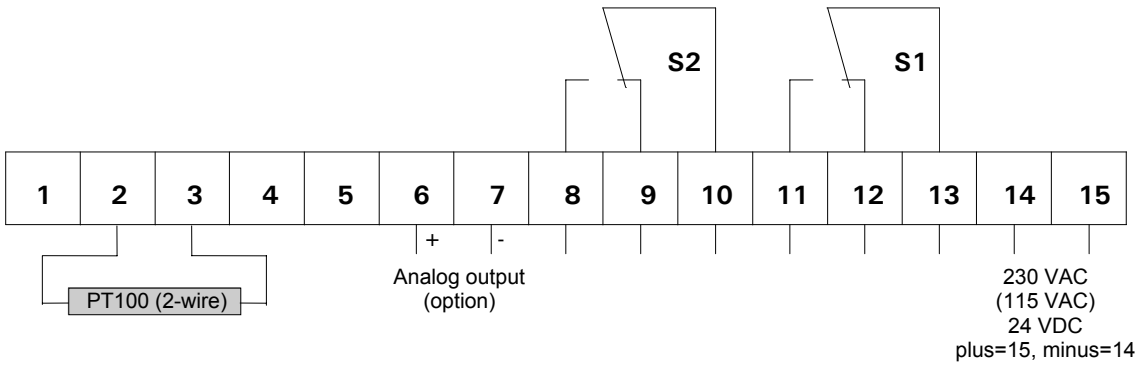 S2 S1
1 2 3 4 5 6 7 8 9 10 11 12 13 14 15
+ -
PT100 (2-wire)
Analog output
(option)
230 VAC
(115 VAC)
24 VDC
plus=15, minus=14